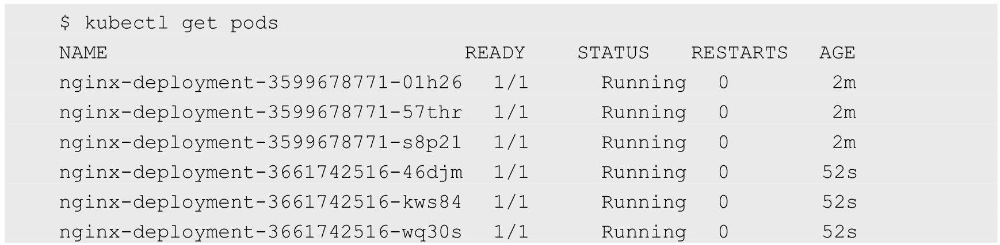 $ kubectl get pods
NAME READY STATUS RESTARTS AGE
nginx-deployment-3599678771-01h26 1/1 Running 0 2m
nginx-deployment-3599678771-57thr 1/1 Running 0 2m
nginx-deployment-3599678771-s8p21 1/1 Running 0 2m
nginx-deployment-3661742516-46djm 1/1 Running 0 52s
nginx-deployment-3661742516-kws84 1/1 Running 0 52s
nginx-deployment-3661742516-wq30s 1/1 Running 0 52s